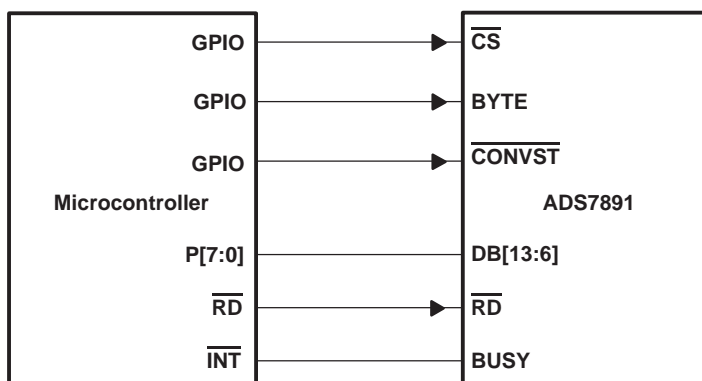 GPIO CS
GPIO BYTE
GPIO CONVST
Microcontroller ADS7891
P[7:0] DB[13:6]
RD RD
INT BUSY